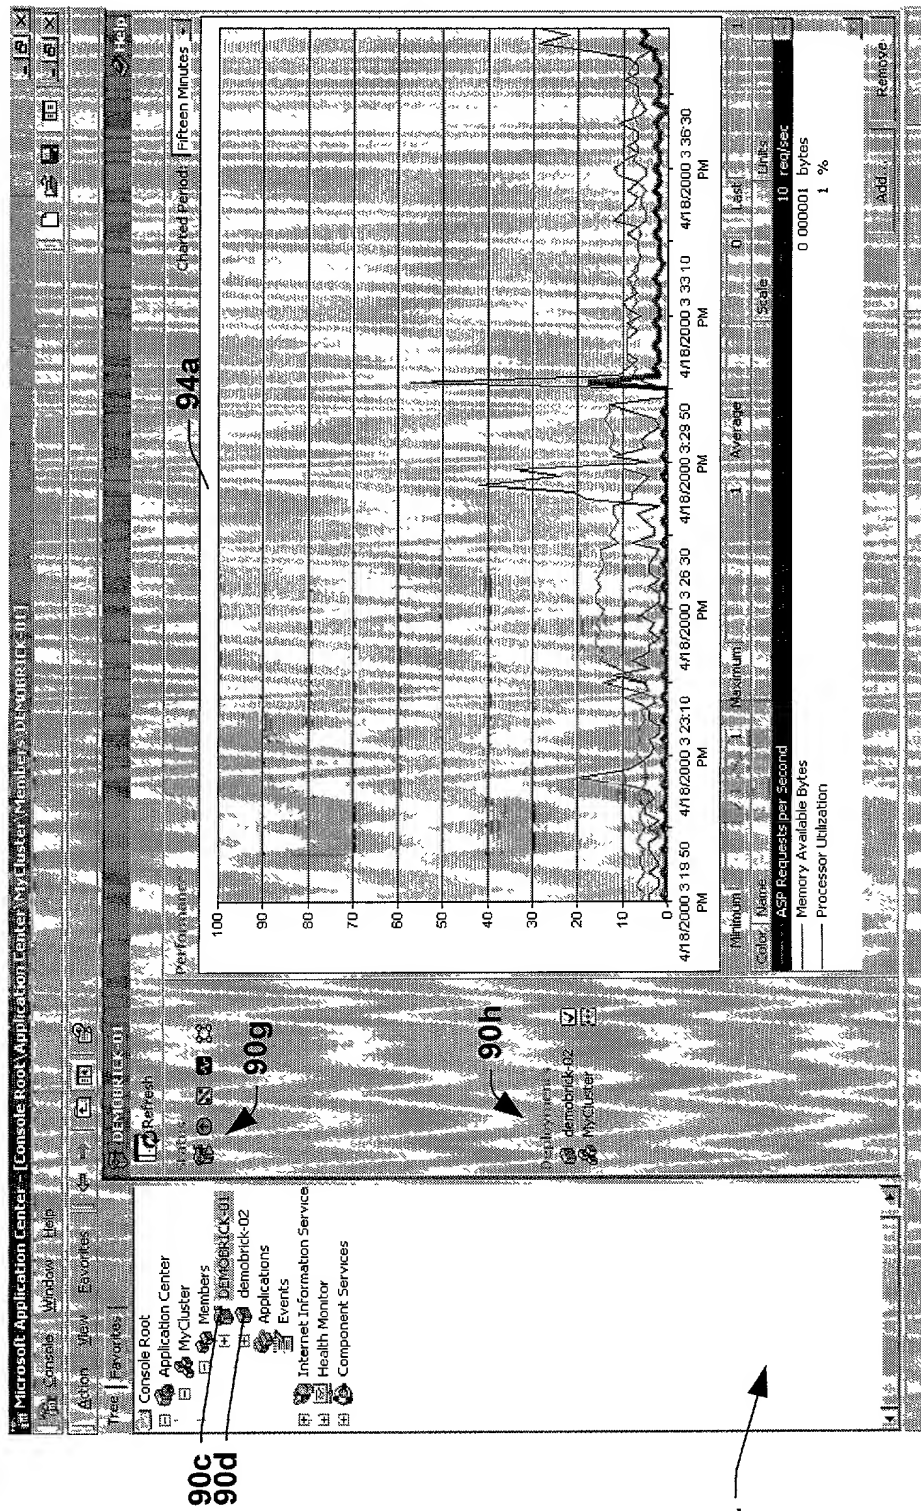 Microsoft Application Center - [Console Root\Application Center\MyCluster\Members\DEMOBRICK-01]
Console Window Help
Action View Favorites
Tree Favorites
Console Root
Application Center
MyCluster
Members
DEMOBRICK-01
demobrick-02
Applications
Events
Internet Information Service
Health Monitor
Component Services
90c
90d
DEMOBRICK-01
Help
Refresh
Status
90g
90h
Deployments
demobrick-02
MyCluster
Performance
Charted Period: Fifteen Minutes
94a
100
90
80
70
60
50
40
30
20
10
0
4/18/2000 3 19 50 PM
4/18/2000 3:23:10 PM
4/18/2000 3 26 30 PM
4/18/2000 3:29 50 PM
4/18/2000 3 33 10 PM
4/18/2000 3 36'30 PM
Minimum 1 Maximum 1 Average 0 Last 1
Color Name Scale Units
ASP Requests per Second 10 req/sec
Memory Available Bytes 0 000001 bytes
Processor Utilization 1 %
Add... Remove